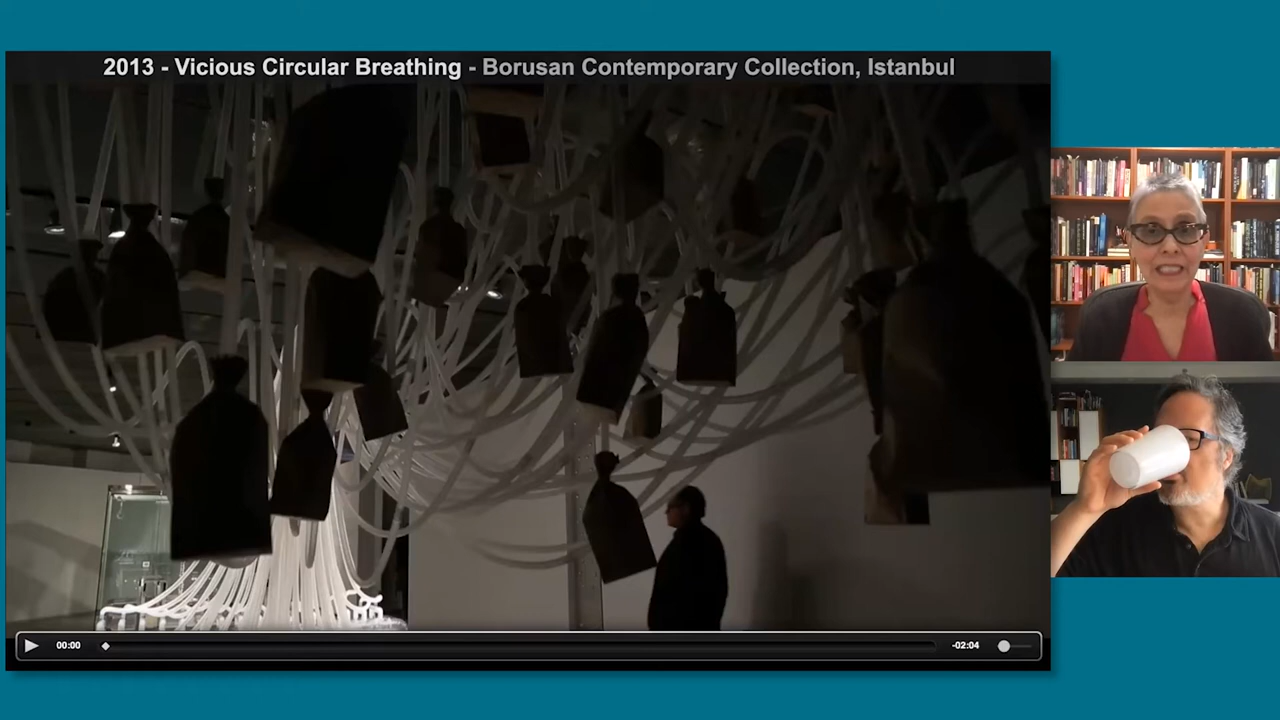 2013 - Vicious Circular Breathing - Borusan Contemporary Collection, Istanbul
00:00
-02:04